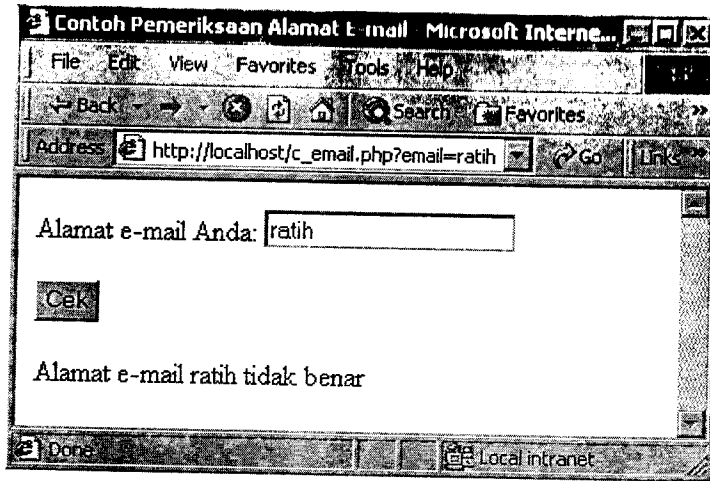 Contoh Pemeriksaan Alamat E-mail - Microsoft Interne...
File Edit View Favorites Tools Help
Back Search Favorites »
Address http://localhost/c_email.php?email=ratih Go Links »
Alamat e-mail Anda: ratih
Cek
Alamat e-mail ratih tidak benar
Done Local intranet